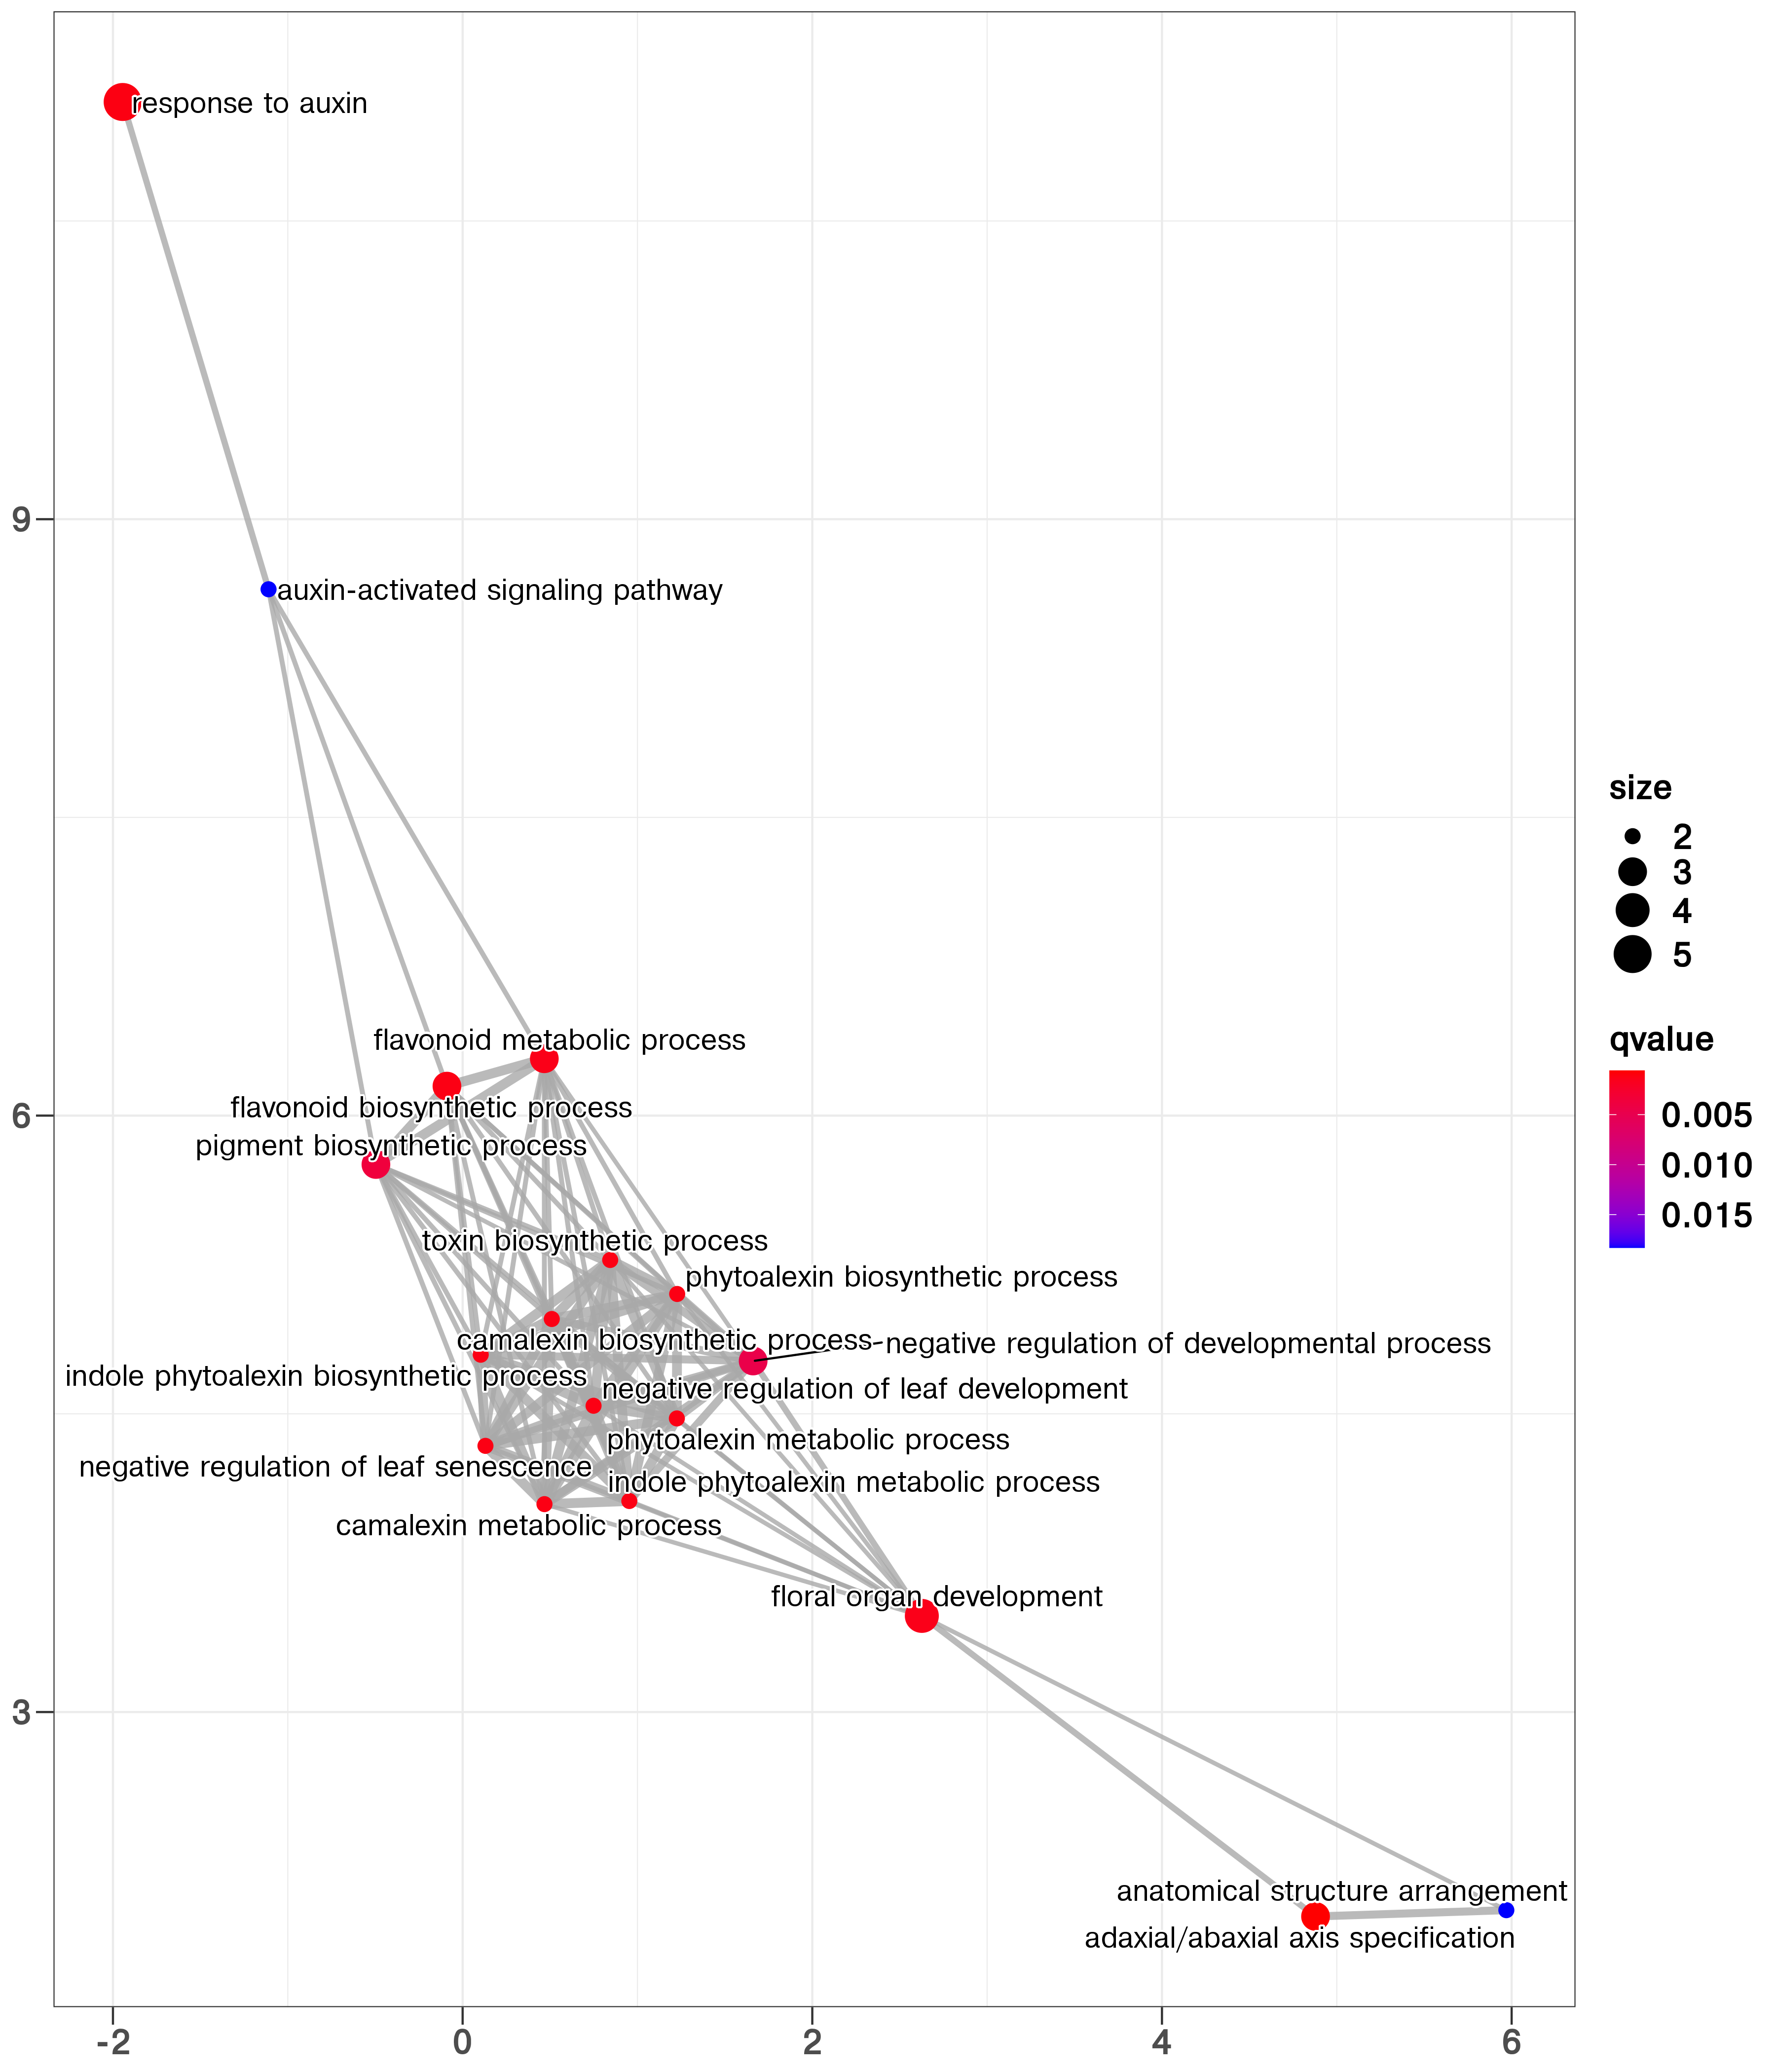 response to auxin
9
auxin-activated signaling pathway
size
2
3
4
5
qvalue
0.005
0.010
0.015
flavonoid metabolic process
flavonoid biosynthetic process
6
pigment biosynthetic process
toxin biosynthetic process
phytoalexin biosynthetic process
camalexin biosynthetic process
negative regulation of developmental process
indole phytoalexin biosynthetic process
negative regulation of leaf development
phytoalexin metabolic process
negative regulation of leaf senescence
indole phytoalexin metabolic process
camalexin metabolic process
floral organ development
3
anatomical structure arrangement
adaxial/abaxial axis specification
-2 0 2 4 6